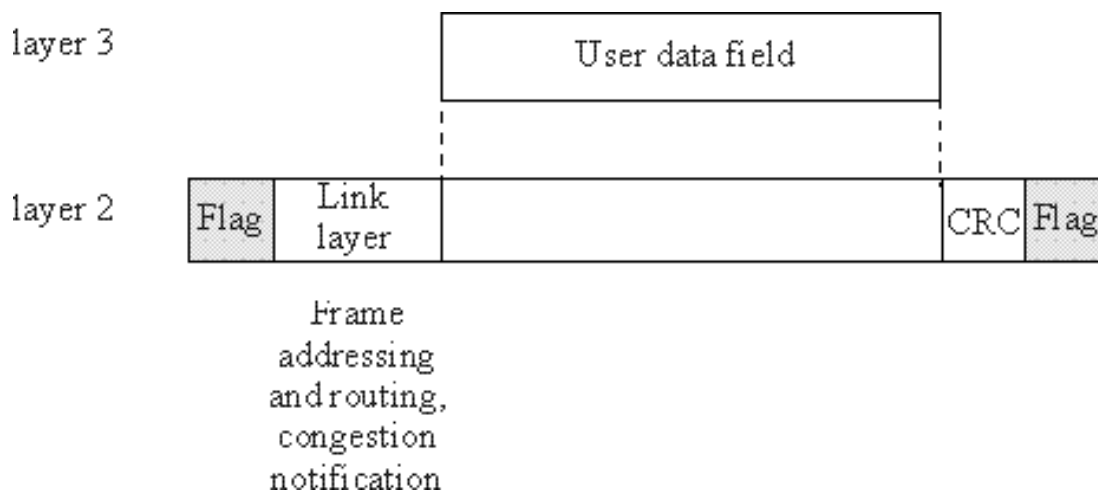 layer 3
User data field
layer 2
Flag
Link
layer
CRC
Flag
Frame
addressing
and routing,
congestion
notification